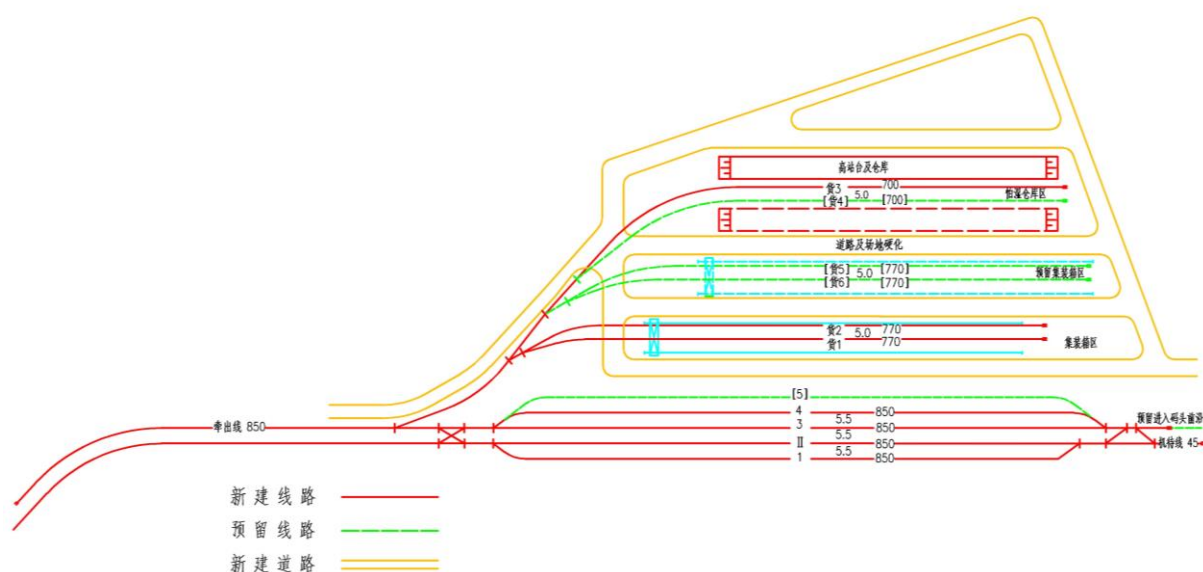 高站台及仓库
货3 700
5.0
恒温仓库区
[货4] [700]
道路及场地硬化
[货5] [770]
5.0
预留集装箱区
[货6] [770]
货2 770
5.0
货1 770
集装箱区
[5]
4 850
5.5
预留进入码头前沿
牵出线 850
3 850
5.5
II 850
机待线 45
5.5
1 850
新建线路
预留线路
新建道路